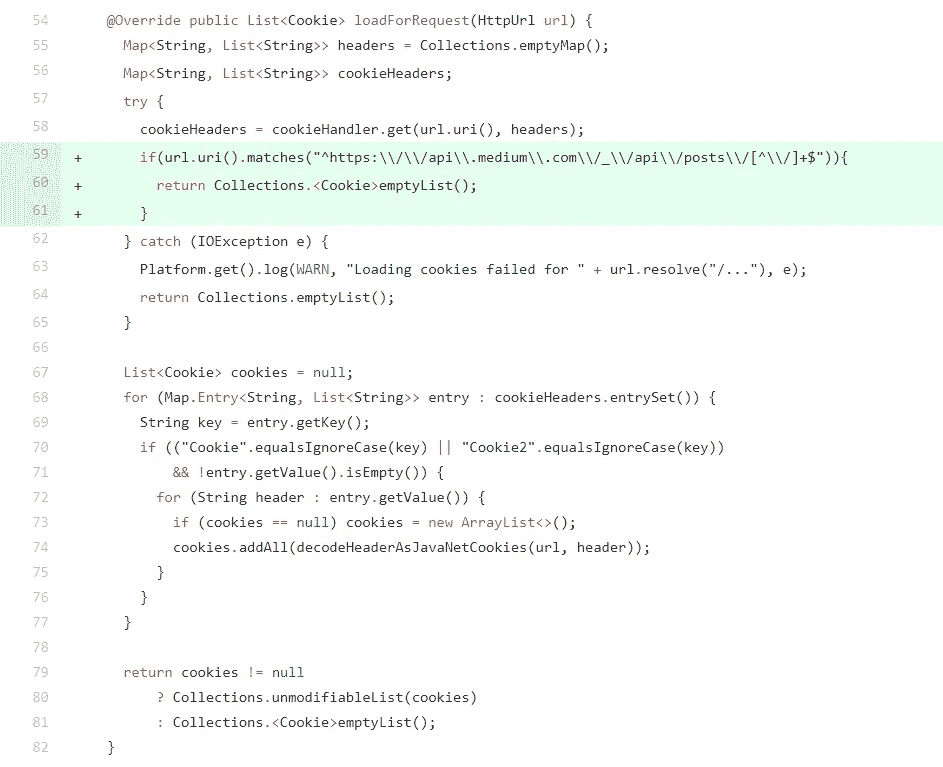 54 @Override public List<Cookie> loadForRequest(HttpUrl url) {
55 Map<String, List<String>> headers = Collections.emptyMap();
56 Map<String, List<String>> cookieHeaders;
57 try {
58 cookieHeaders = cookieHandler.get(url.uri(), headers);
59 + if(url.uri().matches("^https:\\/\\/api\\.medium\\.com\\/_\\/api\\/posts\\/[^\\/]+$")){
60 + return Collections.<Cookie>emptyList();
61 + }
62 } catch (IOException e) {
63 Platform.get().log(WARN, "Loading cookies failed for " + url.resolve("/..."), e);
64 return Collections.emptyList();
65 }
66
67 List<Cookie> cookies = null;
68 for (Map.Entry<String, List<String>> entry : cookieHeaders.entrySet()) {
69 String key = entry.getKey();
70 if (("Cookie".equalsIgnoreCase(key) || "Cookie2".equalsIgnoreCase(key))
71 && !entry.getValue().isEmpty()) {
72 for (String header : entry.getValue()) {
73 if (cookies == null) cookies = new ArrayList<>();
74 cookies.addAll(decodeHeaderAsJavaNetCookies(url, header));
75 }
76 }
77 }
78
79 return cookies != null
80 ? Collections.unmodifiableList(cookies)
81 : Collections.<Cookie>emptyList();
82 }